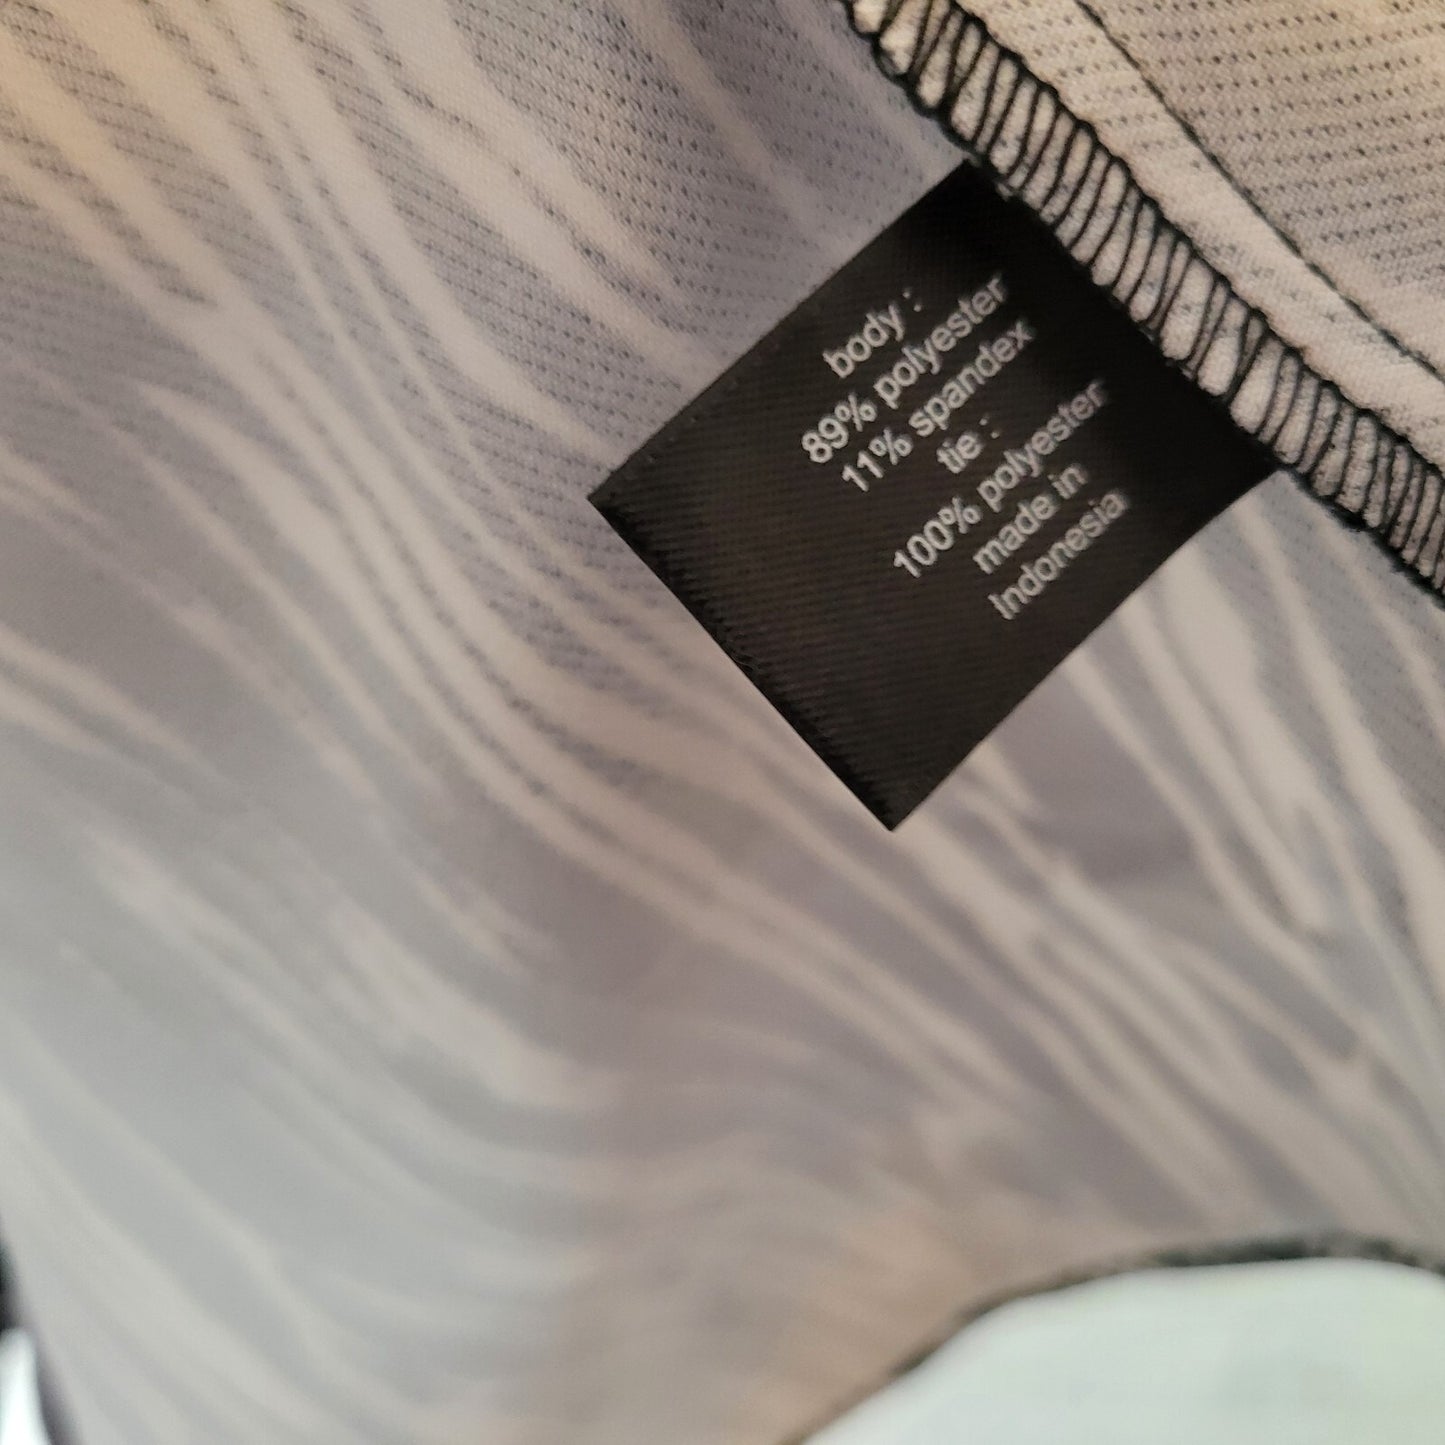 body :
89% polyester
11% spandex
tie :
100% polyester
made in
Indonesia